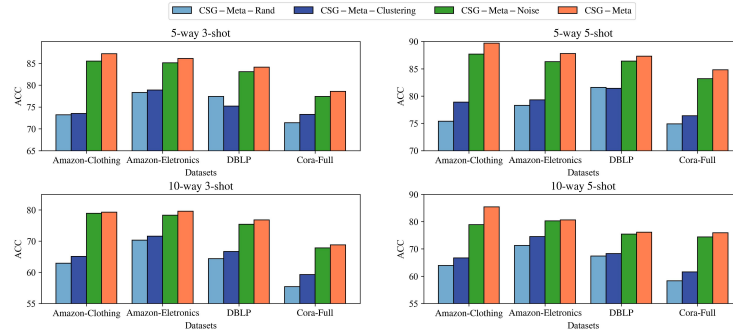 CSG-Meta-Rand CSG-Meta-Clustering CSG-Meta-Noise CSG-Meta
5-way 3-shot
85
80
75
70
65
ACC
Amazon-Clothing Amazon-Eletronics DBLP Cora-Full
Datasets
5-way 5-shot
90
85
80
75
70
ACC
Amazon-Clothing Amazon-Eletronics DBLP Cora-Full
Datasets
10-way 3-shot
80
70
60
55
ACC
Amazon-Clothing Amazon-Eletronics DBLP Cora-Full
Datasets
10-way 5-shot
90
80
70
60
55
ACC
Amazon-Clothing Amazon-Eletronics DBLP Cora-Full
Datasets